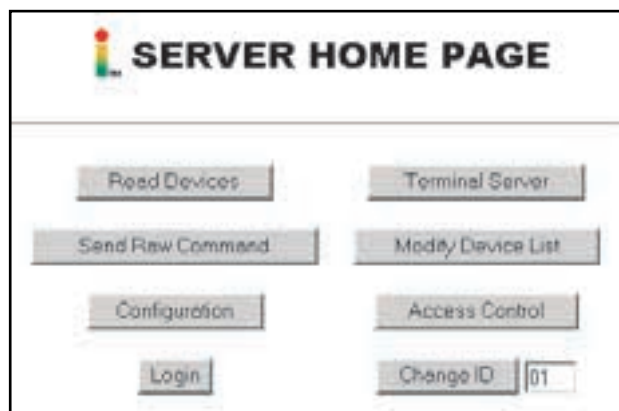 i SERVER HOME PAGE
Read Devices Terminal Server
Send Raw Command Modify Device List
Configuration Access Control
Login Change ID 01